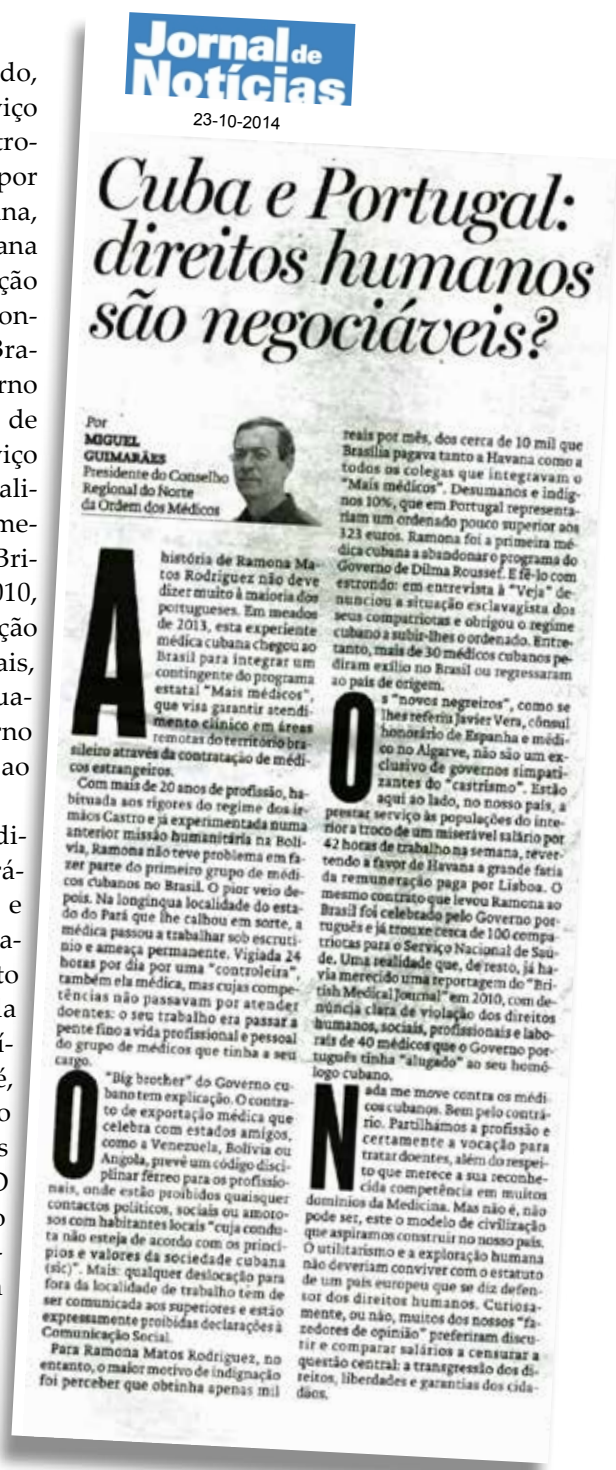 do,
viço
tro-
por
na,
ana
ção
on-
Bra-
rno
de
viço
ali-
me-
Bri-
010,
ção
ais,
ua-
rno
ao
di-
rá-
e
a-
to
a
í-
é,
o
s
O
o
Jornal de
Notícias
23-10-2014
Cuba e Portugal:
direitos humanos
são negociáveis?
Por
MIGUEL
GUIMARÃES
Presidente do Conselho
Regional do Norte
da Ordem dos Médicos
A história de Ramona Ma-
tos Rodriguez não deve
dizer muito à maioria dos
portugueses. Em meados
de 2013, esta experiente
médica cubana chegou ao
Brasil para integrar um
contingente do programa
estatal "Mais médicos",
que visa garantir atendi-
mento clínico em áreas
remotas do território bra-
sileiro através da contratação de médi-
cos estrangeiros.
Com mais de 20 anos de profissão, ha-
bituada aos rigores do regime dos ir-
mãos Castro e já experimentada numa
anterior missão humanitária na Bolí-
via, Ramona não teve problema em fa-
zer parte do primeiro grupo de médi-
cos cubanos no Brasil. O pior veio de-
pois. Na longínqua localidade do esta-
do do Pará que lhe calhou em sorte, a
médica passou a trabalhar sob escrutí-
nio e ameaça permanente. Vigiada 24
horas por dia por uma "controleira",
também ela médica, mas cujas compe-
tências não passavam por atender
doentes: o seu trabalho era passar a
pente fino a vida profissional e pessoal
do grupo de médicos que tinha a seu
cargo.
O "Big brother" do Governo cu-
bano tem explicação. O contra-
to de exportação médica que
celebra com estados amigos,
como a Venezuela, Bolívia ou
Angola, prevê um código disci-
plinar férreo para os profissio-
nais, onde estão proibidos quaisquer
contactos políticos, sociais ou amoro-
sos com habitantes locais "cuja condu-
ta não esteja de acordo com os princí-
pios e valores da sociedade cubana
(sic)". Mais: qualquer deslocação para
fora da localidade de trabalho tem de
ser comunicada aos superiores e estão
expressamente proibidas declarações à
Comunicação Social.
Para Ramona Matos Rodriguez, no
entanto, o maior motivo de indignação
foi perceber que obtinha apenas mil
reais por mês, dos cerca de 10 mil que
Brasília pagava tanto a Havana como a
todos os colegas que integravam o
"Mais médicos". Desumanos e indig-
nos 10%, que em Portugal representa-
riam um ordenado pouco superior aos
323 euros. Ramona foi a primeira mé-
dica cubana a abandonar o programa do
Governo de Dilma Roussef. E fê-lo com
estrondo: em entrevista à "Veja" de-
nunciou a situação esclavagista dos
seus compatriotas e obrigou o regime
cubano a subir-lhes o ordenado. Entre-
tanto, mais de 30 médicos cubanos pe-
diram exílio no Brasil ou regressaram
ao país de origem.
Os "novos negreiros", como se
lhes referiu Javier Vera, cônsul
honorário de Espanha e médi-
co no Algarve, não são um ex-
clusivo de governos simpati-
zantes do "castrismo". Estão
aqui ao lado, no nosso país, a
prestar serviço às populações do inte-
rior a troco de um miserável salário por
42 horas de trabalho na semana, rever-
tendo a favor de Havana a grande fatia
da remuneração paga por Lisboa. O
mesmo contrato que levou Ramona ao
Brasil foi celebrado pelo Governo por-
tuguês e já trouxe cerca de 100 compa-
triotas para o Serviço Nacional de Saú-
de. Uma realidade que, de resto, já ha-
via merecido uma reportagem do "Bri-
tish Medical Journal" em 2010, com de-
núncia clara de violação dos direitos
humanos, sociais, profissionais e labo-
rais de 40 médicos que o Governo por-
tuguês tinha "alugado" ao seu homó-
logo cubano.
Nada me move contra os médi-
cos cubanos. Bem pelo contrá-
rio. Partilhámos a profissão e
certamente a vocação para
tratar doentes, além do respei-
to que merece a sua reconhe-
cida competência em muitos
domínios da Medicina. Mas não é, não
pode ser, este o modelo de civilização
que aspiramos construir no nosso país.
O utilitarismo e a exploração humana
não deveriam conviver com o estatuto
de um país europeu que se diz defen-
sor dos direitos humanos. Curiosa-
mente, ou não, muitos dos nossos "fa-
zedores de opinião" preferiram discu-
tir e comparar salários a censurar a
questão central: a transgressão dos di-
reitos, liberdades e garantias dos cida-
dãos.